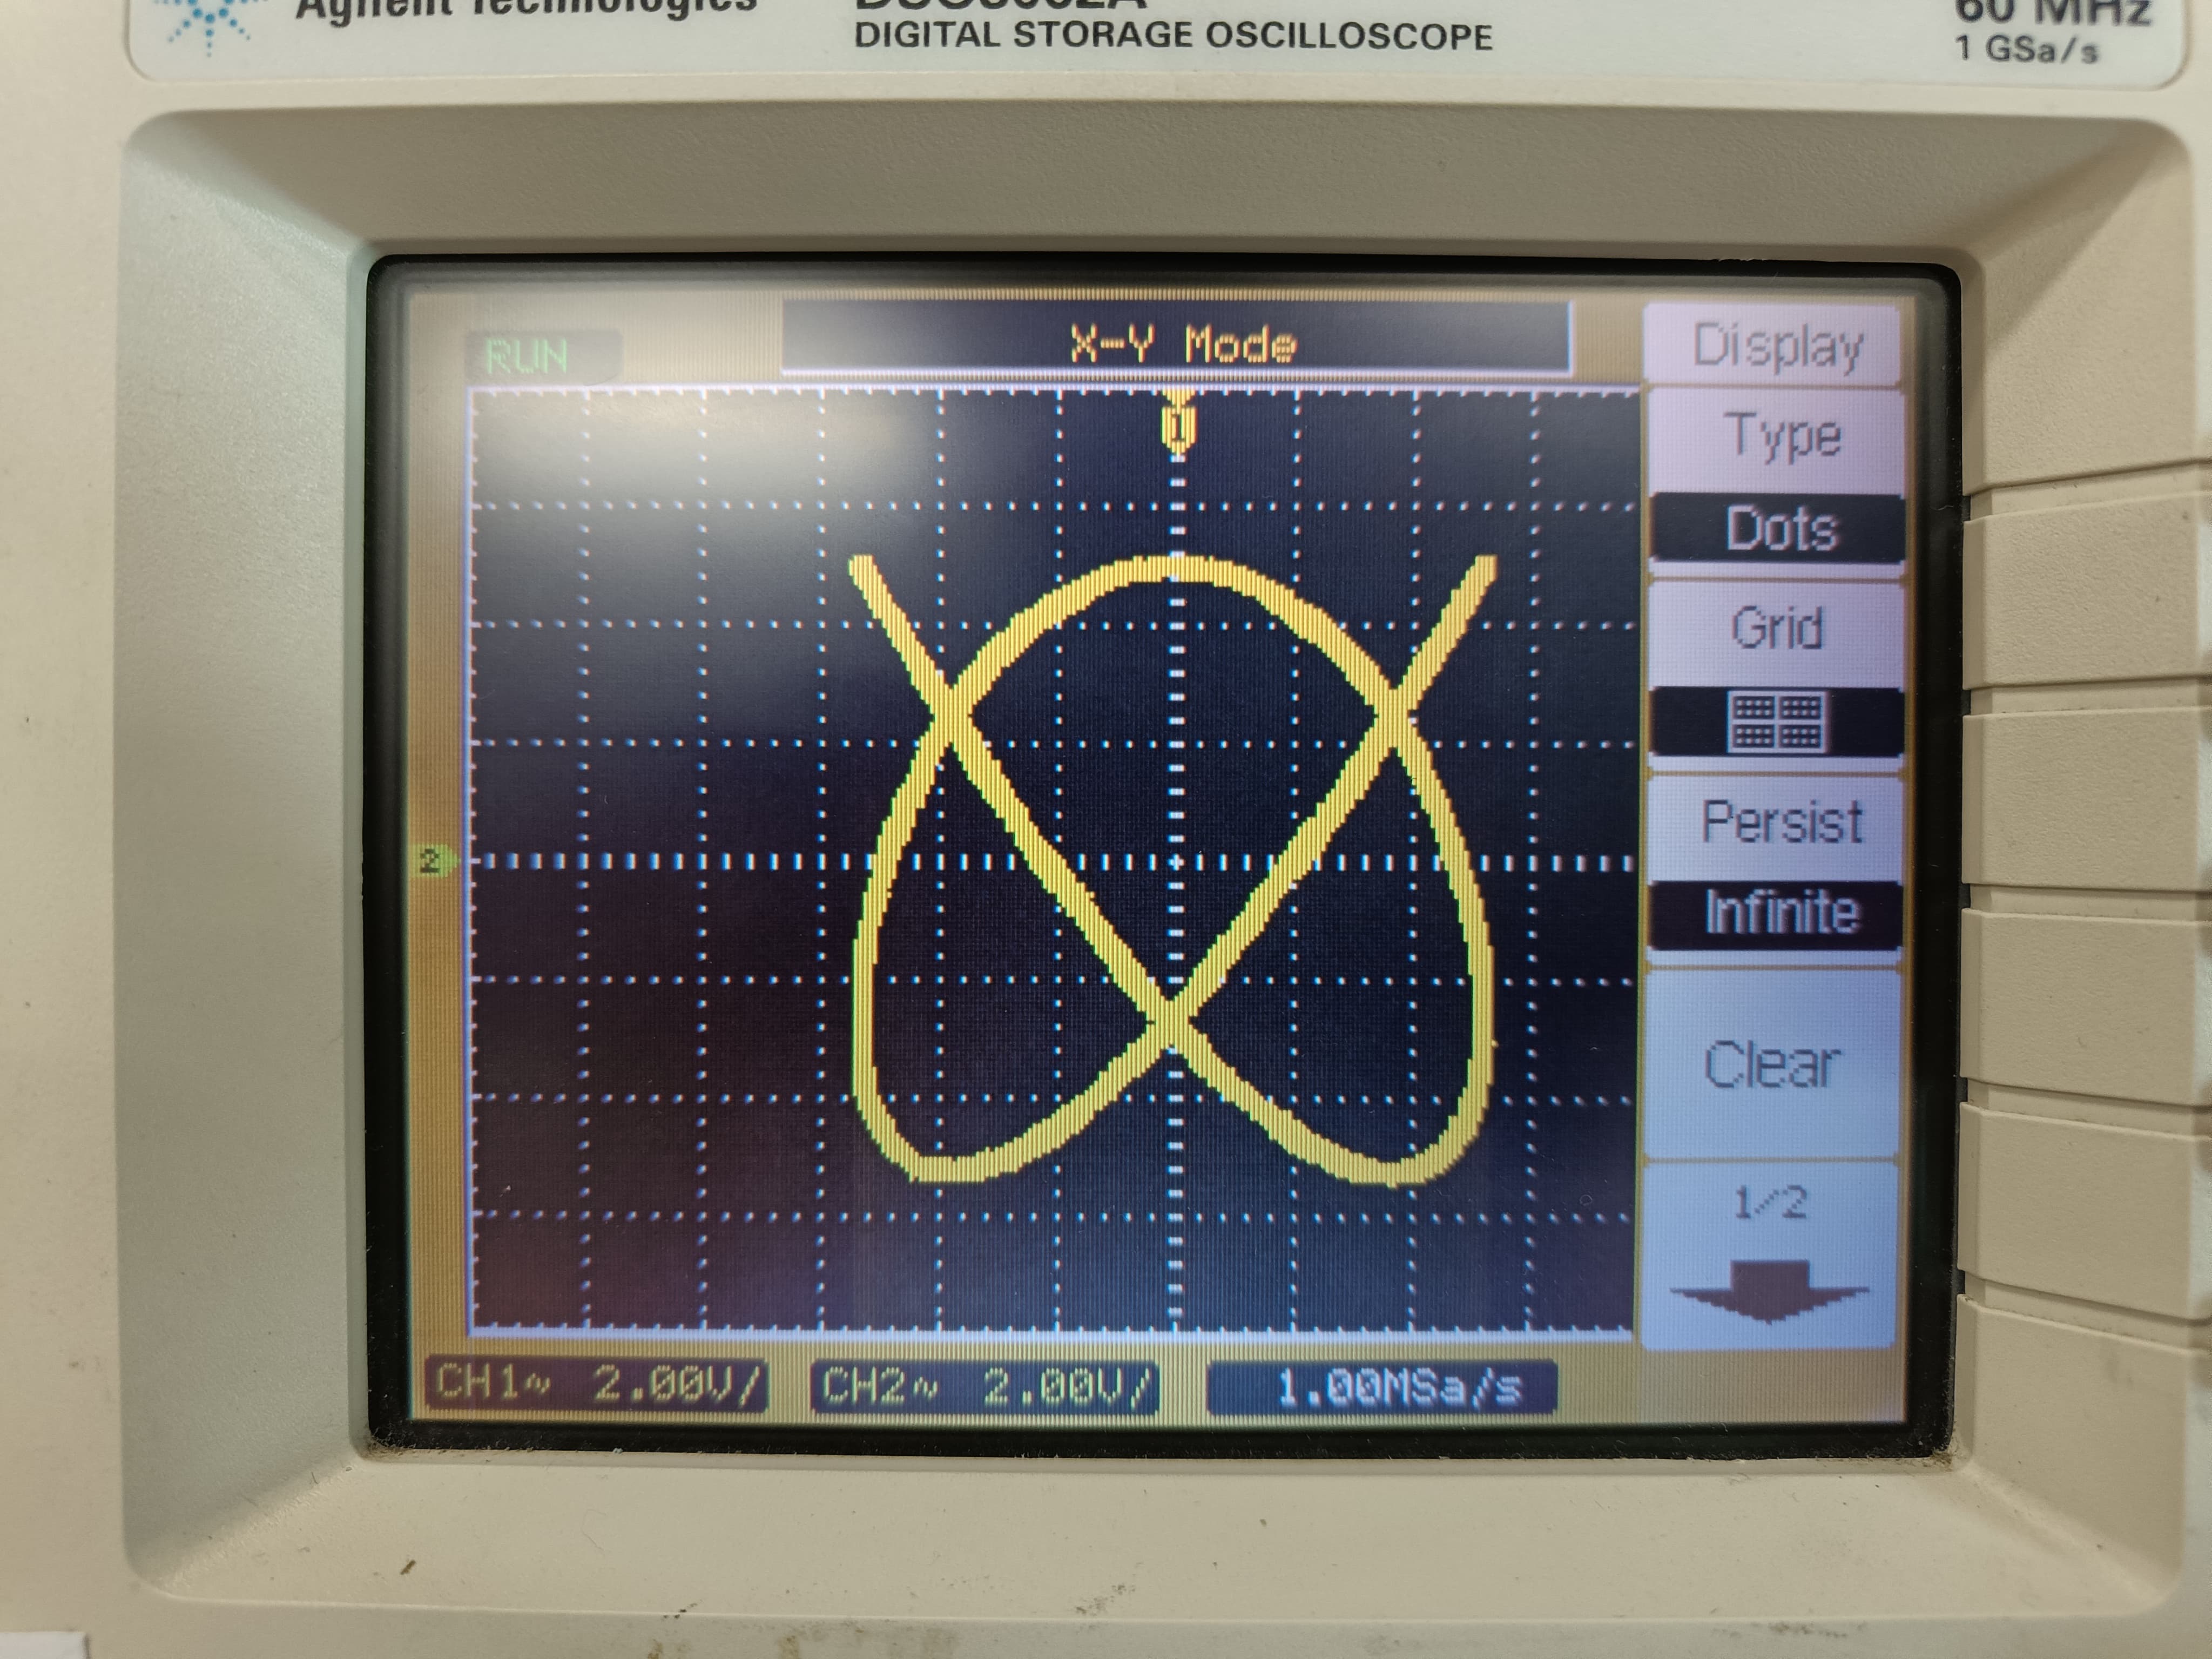 Agilent Technologies
DSO3062A
DIGITAL STORAGE OSCILLOSCOPE
60 MHz
1 GSa/s
RUN
X-Y Mode
Display
1
Type
Dots
Grid
Persist
2
Infinite
Clear
1/2
CH1~ 2.00V/
CH2~ 2.00V/
1.00MSa/s